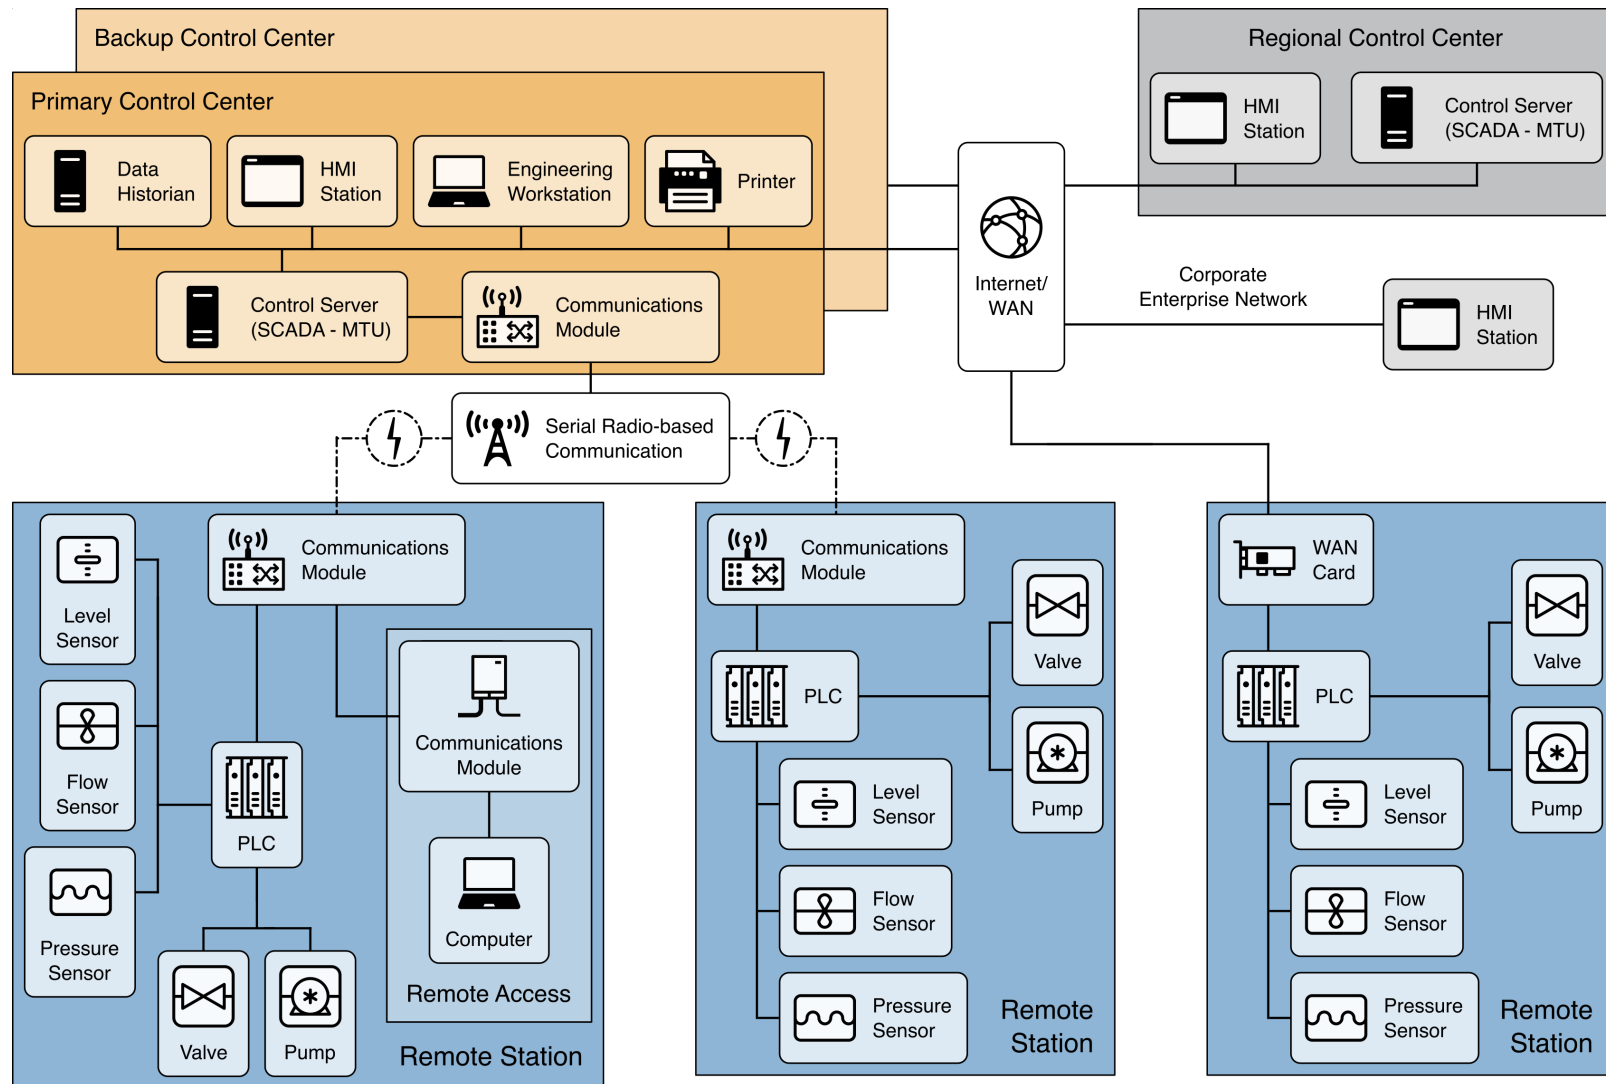 Backup Control Center
Regional Control Center
Primary Control Center
HMI
Station
Control Server
(SCADA - MTU)
Data
Historian
HMI
Station
Engineering
Workstation
Printer
Internet/
WAN
Corporate
Enterprise Network
HMI
Station
Control Server
(SCADA - MTU)
Communications
Module
Serial Radio-based
Communication
Level
Sensor
Communications
Module
Flow
Sensor
Communications
Module
PLC
Pressure
Sensor
Computer
Remote Access
Valve
Pump
Remote Station
Communications
Module
Valve
PLC
Pump
Level
Sensor
Flow
Sensor
Pressure
Sensor
Remote
Station
WAN
Card
Valve
PLC
Pump
Level
Sensor
Flow
Sensor
Pressure
Sensor
Remote
Station